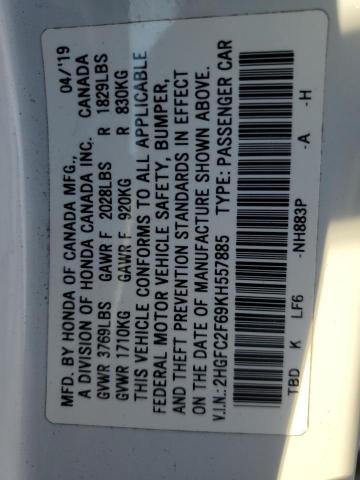 MFD. BY HONDA OF CANADA MFG., 04/'19
A DIVISION OF HONDA CANADA INC. CANADA
GVWR 3769LBS GAWR F 2028LBS R 1829LBS
GVWR 1710KG GAWR F 920KG R 830KG
THIS VEHICLE CONFORMS TO ALL APPLICABLE
FEDERAL MOTOR VEHICLE SAFETY, BUMPER,
AND THEFT PREVENTION STANDARDS IN EFFECT
ON THE DATE OF MANUFACTURE SHOWN ABOVE.
V.I.N.: 2HGFC2F69KH557885 TYPE: PASSENGER CAR
TBD K LF6 -NH883P -A -H